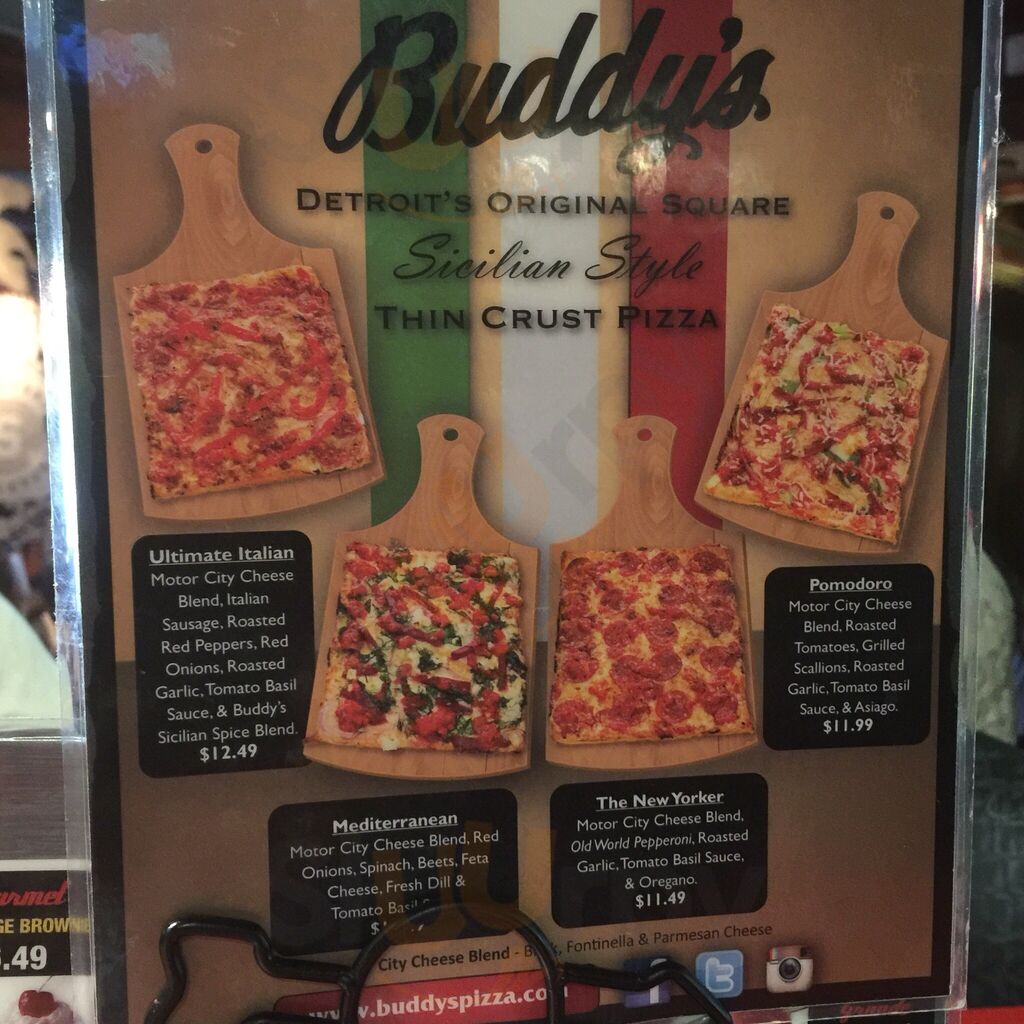 Buddy's
DETROIT'S ORIGINAL SQUARE
Sicilian Style
THIN CRUST PIZZA
Ultimate Italian
Motor City Cheese
Blend, Italian
Sausage, Roasted
Red Peppers, Red
Onions, Roasted
Garlic, Tomato Basil
Sauce, & Buddy's
Sicilian Spice Blend.
$12.49
Mediterranean
Motor City Cheese Blend, Red
Onions, Spinach, Beets, Feta
Cheese, Fresh Dill &
Tomato Basil
The New Yorker
Motor City Cheese Blend,
Old World Pepperoni, Roasted
Garlic, Tomato Basil Sauce,
& Oregano.
$11.49
Pomodoro
Motor City Cheese
Blend, Roasted
Tomatoes, Grilled
Scallions, Roasted
Garlic, Tomato Basil
Sauce, & Asiago.
$11.99
City Cheese Blend - Fontinella & Parmesan Cheese
www.buddyspizza.com
.49